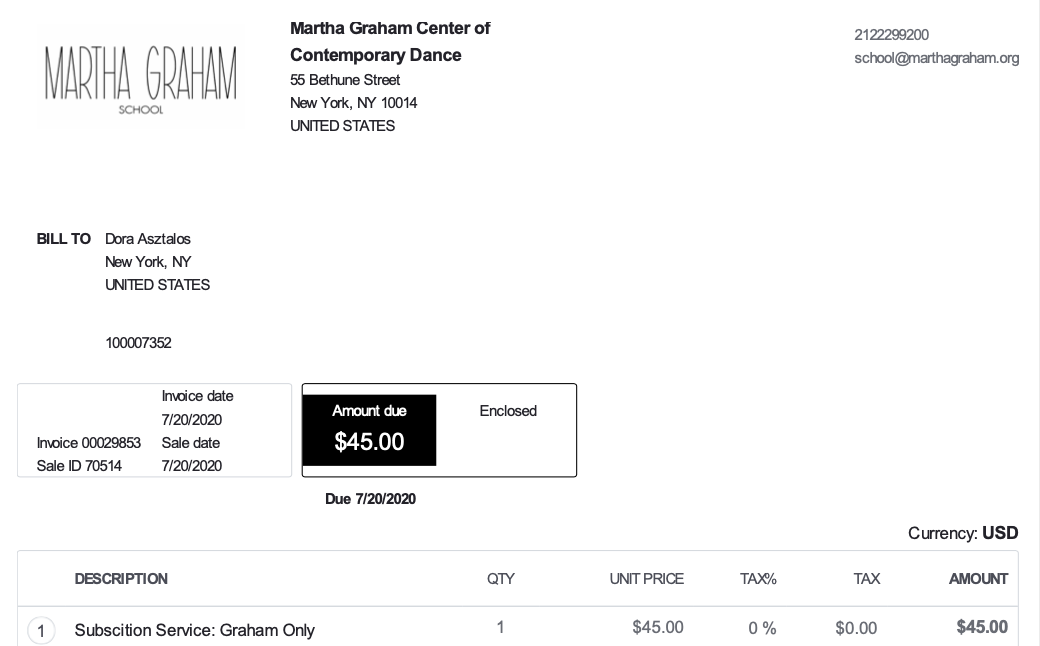 MARTHA GRAHAM
SCHOOL
Martha Graham Center of
Contemporary Dance
55 Bethune Street
New York, NY 10014
UNITED STATES
2122299200
school@marthagraham.org
BILL TO Dora Asztalos
New York, NY
UNITED STATES
100007352
Invoice date
7/20/2020
Invoice 00029853 Sale date
Sale ID 70514 7/20/2020
Amount due Enclosed
$45.00
Due 7/20/2020
Currency: USD
DESCRIPTION QTY UNIT PRICE TAX% TAX AMOUNT
1 Subscition Service: Graham Only 1 $45.00 0 % $0.00 $45.00